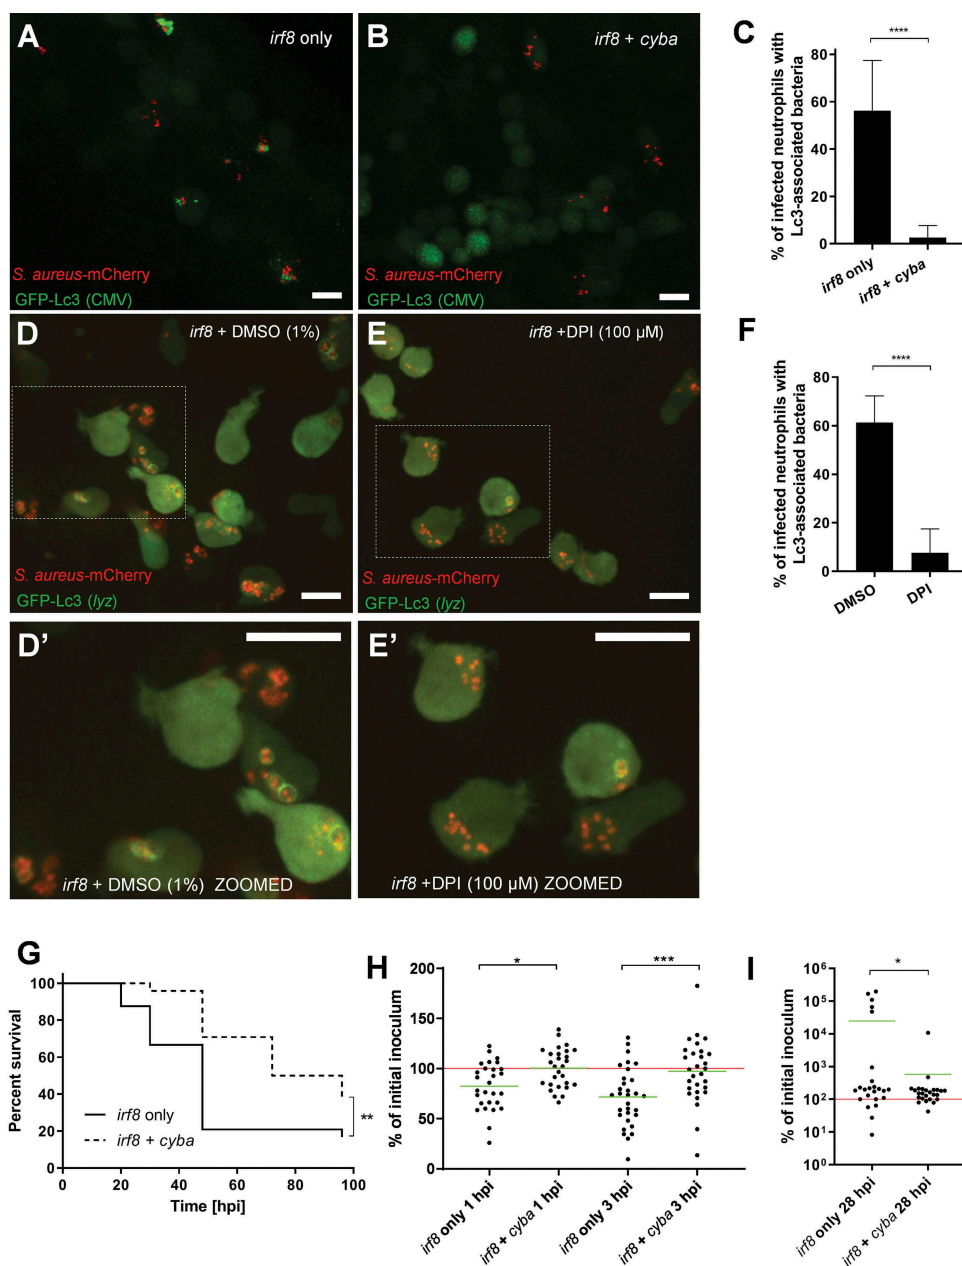 A
irf8 only
S. aureus-mCherry
GFP-Lc3 (CMV)
B
irf8 + cyba
S. aureus-mCherry
GFP-Lc3 (CMV)
C
% of infected neutrophils with
Lc3-associated bacteria
****
80
60
40
20
0
irf8 only
irf8 + cyba
D
irf8 + DMSO (1%)
S. aureus-mCherry
GFP-Lc3 (lyz)
E
irf8 +DPI (100 µM)
S. aureus-mCherry
GFP-Lc3 (lyz)
F
% of infected neutrophils with
Lc3-associated bacteria
****
80
60
40
20
0
DMSO
DPI
D'
irf8 + DMSO (1%) ZOOMED
E'
irf8 +DPI (100 µM) ZOOMED
G
Percent survival
100
80
60
40
20
0
irf8 only
irf8 + cyba
**
0 20 40 60 80 100
Time [hpi]
H
% of initial inoculum
200
150
100
50
0
*
***
irf8 only 1 hpi
irf8 + cyba 1 hpi
irf8 only 3 hpi
irf8 + cyba 3 hpi
I
% of initial inoculum
10⁶
10⁵
10⁴
10³
10²
10¹
10⁰
*
irf8 only 28 hpi
irf8 + cyba 28 hpi